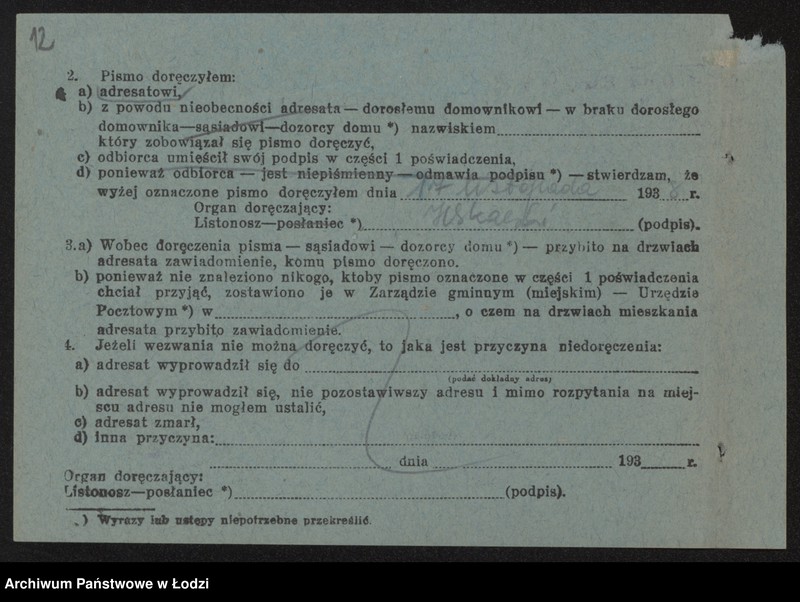 12
2. Pismo doręczyłem:
a) adresatowi,
b) z powodu nieobecności adresata — dorosłemu domownikowi — w braku dorosłego
domownika—sąsiadowi—dozorcy domu *) nazwiskiem
który zobowiązał się pismo doręczyć,
c) odbiorca umieścił swój podpis w części 1 poświadczenia,
d) ponieważ odbiorca — jest niepiśmienny — odmawia podpisu *) — stwierdzam, że
wyżej oznaczone pismo doręczyłem dnia 193 8 r.
Organ doręczający:
Listonosz—posłaniec *) (podpis).
3.a) Wobec doręczenia pisma — sąsiadowi — dozorcy domu *) — przybito na drzwiach
adresata zawiadomienie, komu pismo doręczono.
b) ponieważ nie znaleziono nikogo, ktoby pismo oznaczone w części 1 poświadczenia
chciał przyjąć, zostawiono je w Zarządzie gminnym (miejskim) — Urzędzie
Pocztowym *) w , o czem na drzwiach mieszkania
adresata przybito zawiadomienie.
4. Jeżeli wezwania nie można doręczyć, to jaka jest przyczyna niedoręczenia:
a) adresat wyprowadził się do
(podać dokładny adres)
b) adresat wyprowadził się, nie pozostawiwszy adresu i mimo rozpytania na miej-
scu adresu nie mogłem ustalić,
c) adresat zmarł,
d) inna przyczyna:
dnia 193 r.
Organ doręczający:
Listonosz—posłaniec *) (podpis).
*) Wyrazy lub ustępy niepotrzebne przekreślić.
Archiwum Państwowe w Łodzi